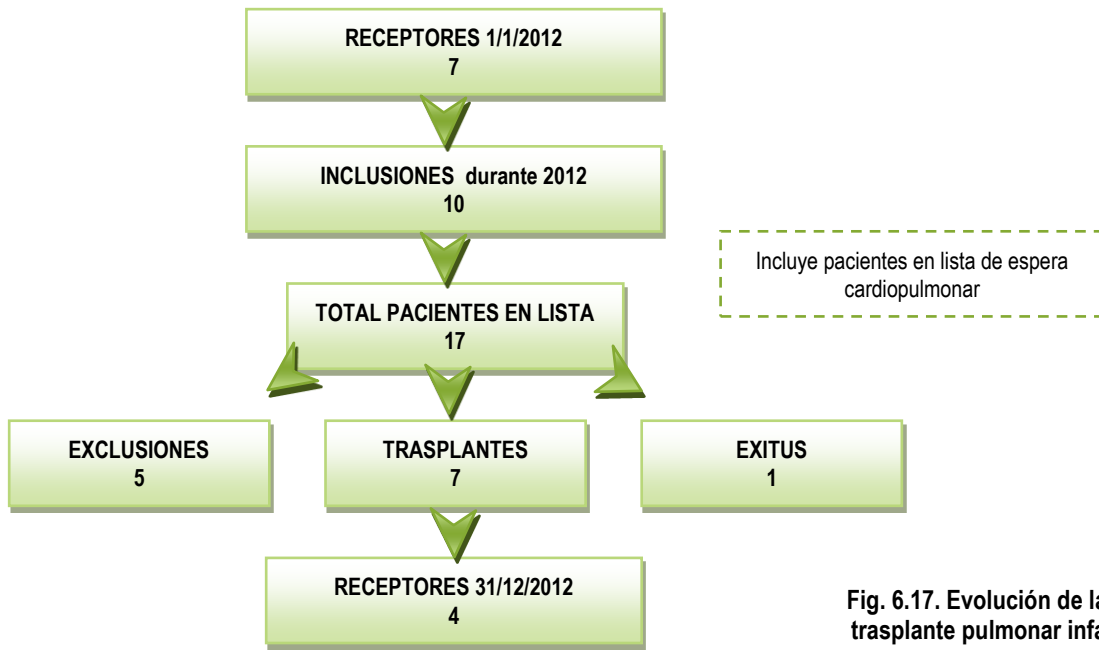 RECEPTORES 1/1/2012
7
INCLUSIONES durante 2012
10
Incluye pacientes en lista de espera
cardiopulmonar
TOTAL PACIENTES EN LISTA
17
EXCLUSIONES
5
TRASPLANTES
7
EXITUS
1
RECEPTORES 31/12/2012
4
Fig. 6.17. Evolución de
trasplante pulmonar